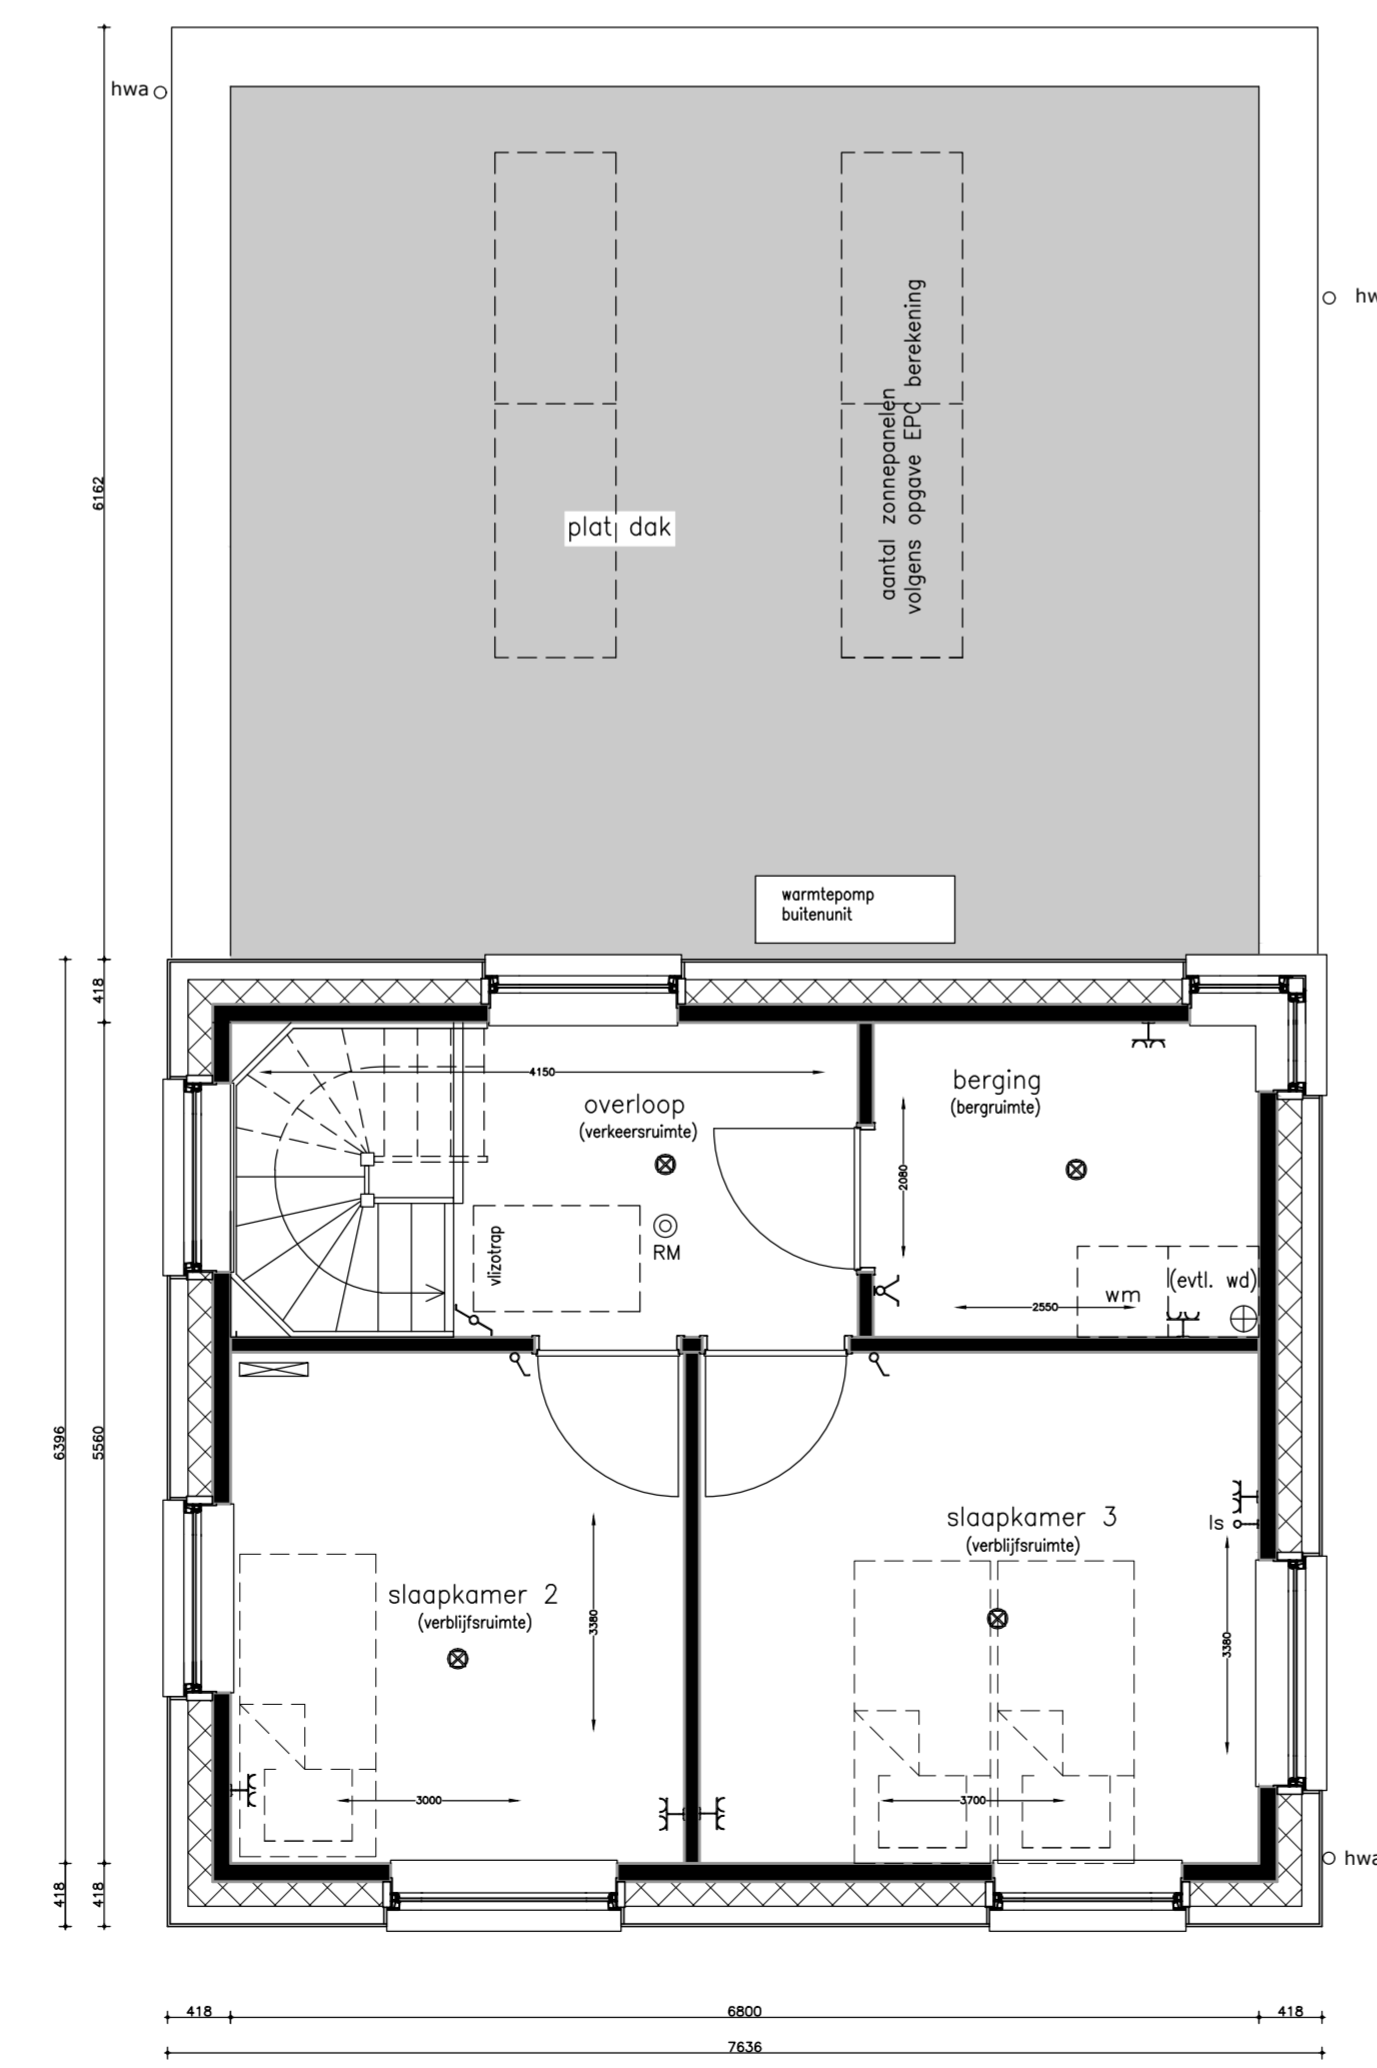 hwa
hw
aantal zonnepanelen
volgens opgave EPC berekening
6162
plat dak
warmtepomp
buitenunit
418
4150
berging
(bergruimte)
overloop
(verkeersruimte)
2080
vlizotrap
RM
(evtl. wd)
wm
2550
6396
5560
slaapkamer 3
(verblijfsruimte)
ls
slaapkamer 2
(verblijfsruimte)
3380
3380
3000
3700
hwa
418
418
418
6800
418
7636